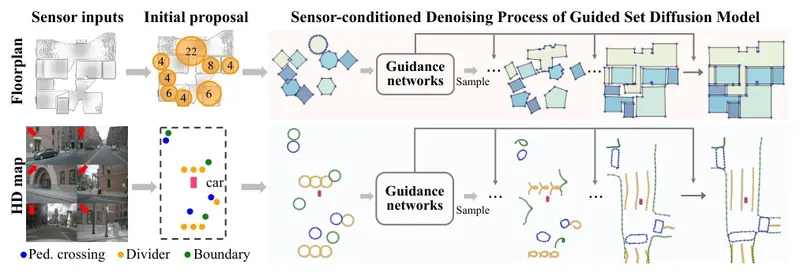 Sensor inputs Initial proposal Sensor-conditioned Denoising Process of Guided Set Diffusion Model
Floorplan
22
4 8 4
4
6 4 6
Guidance
networks
Sample
...
...
HD map
car
Guidance
networks
Sample
...
...
Ped. crossing Divider Boundary